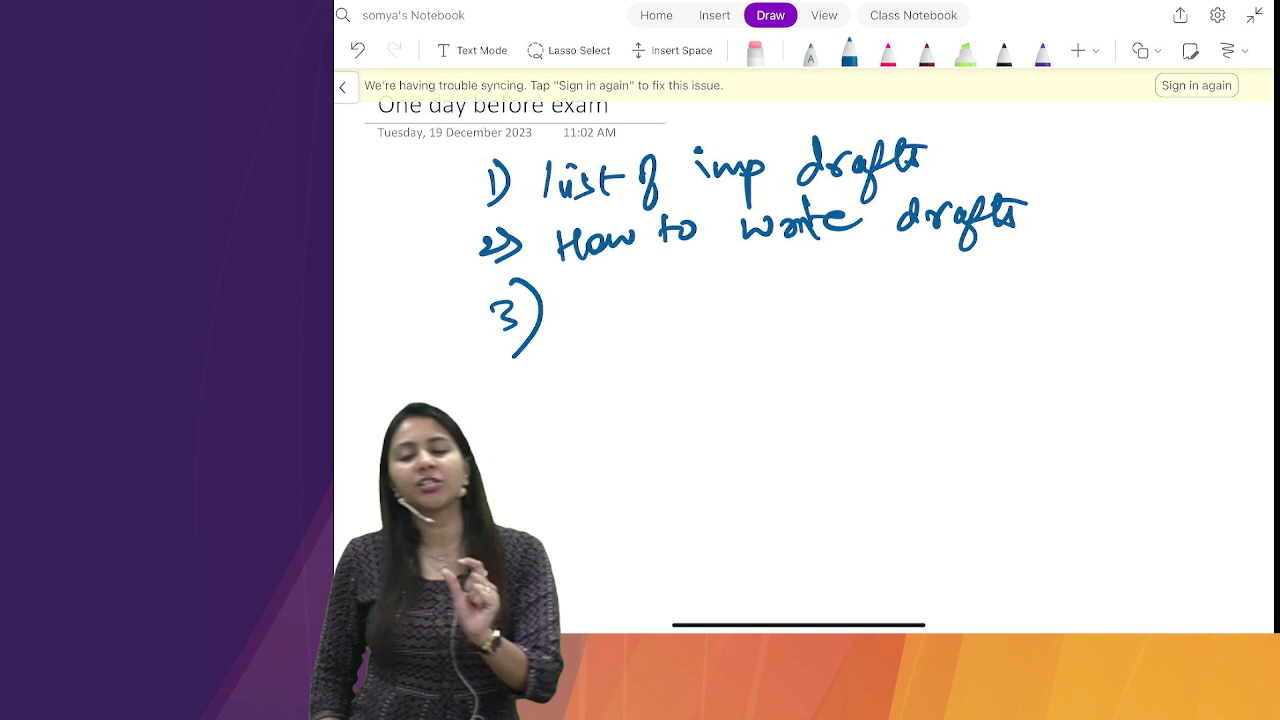 somya's Notebook
Home Insert Draw View Class Notebook
T Text Mode Lasso Select Insert Space A
We're having trouble syncing. Tap "Sign in again" to fix this issue. Sign in again
One day before exam
Tuesday, 19 December 2023 11:02 AM
1) list of imp drafts
2) How to write drafts
3)